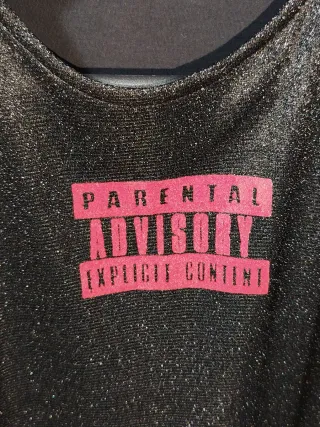 PARENTAL
ADVISORY
EXPLICIT CONTENT